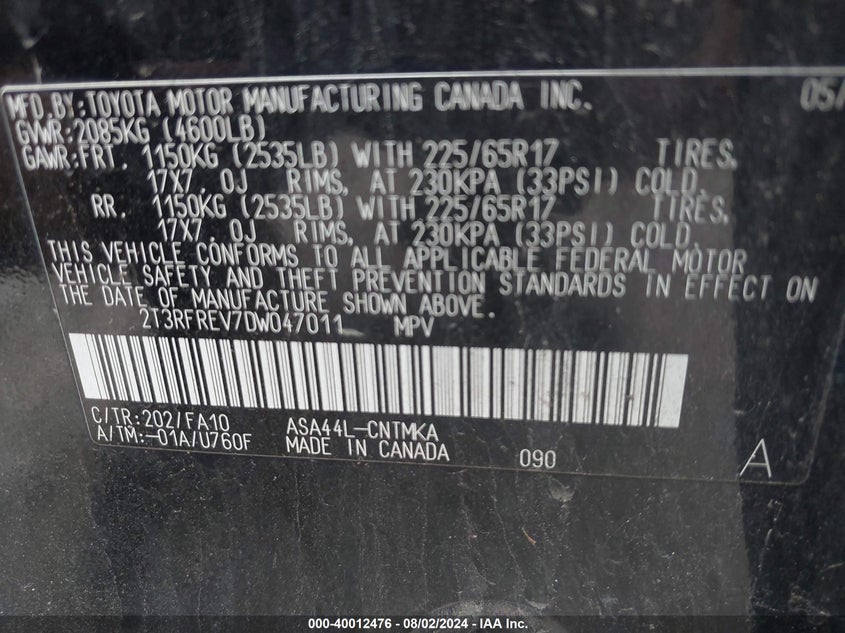 MFD.BY:TOYOTA MOTOR MANUFACTURING CANADA INC. 05/
GVWR:2085KG (4600LB)
GAWR:FRT. 1150KG (2535LB) WITH 225/65R17 TIRES,
17X7.0J RIMS, AT 230KPA (33PSI) COLD.
RR. 1150KG (2535LB) WITH 225/65R17 TIRES,
17X7.0J RIMS, AT 230KPA (33PSI) COLD.
THIS VEHICLE CONFORMS TO ALL APPLICABLE FEDERAL MOTOR
VEHICLE SAFETY AND THEFT PREVENTION STANDARDS IN EFFECT ON
THE DATE OF MANUFACTURE SHOWN ABOVE.
2T3RFREV7DW047011 MPV
C/TR:202/FA10 ASA44L-CNTMKA
A/TM:-01A/U760F MADE IN CANADA 090 A
000-40012476 - 08/02/2024 - IAA Inc.